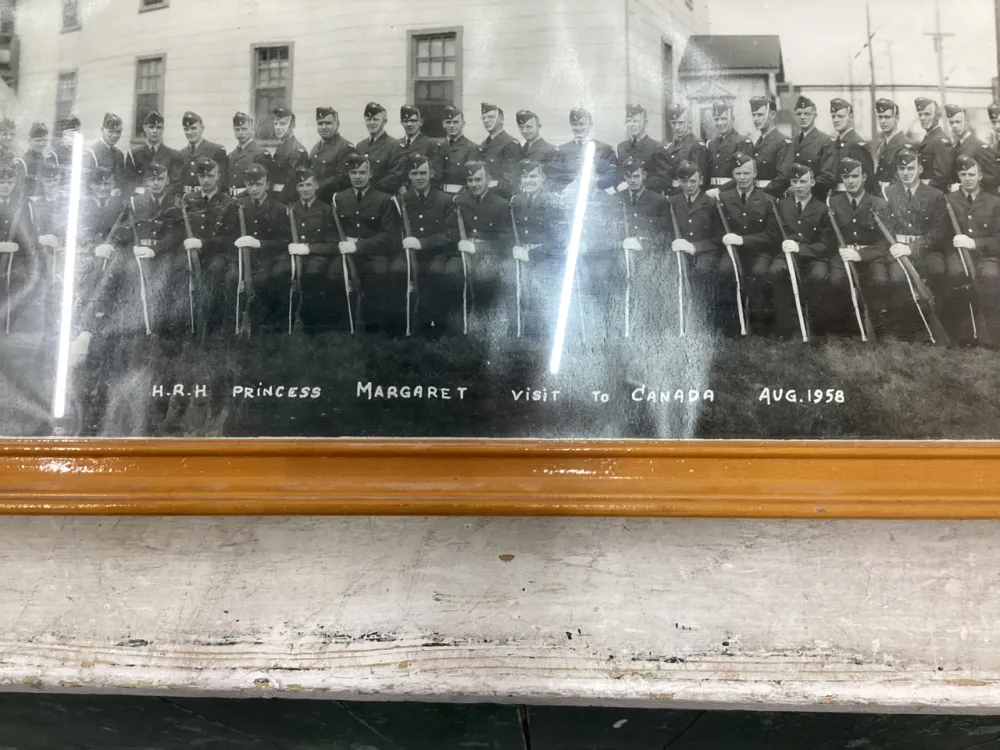 H.R.H PRINCESS MARGARET VISIT TO CANADA AUG.1958